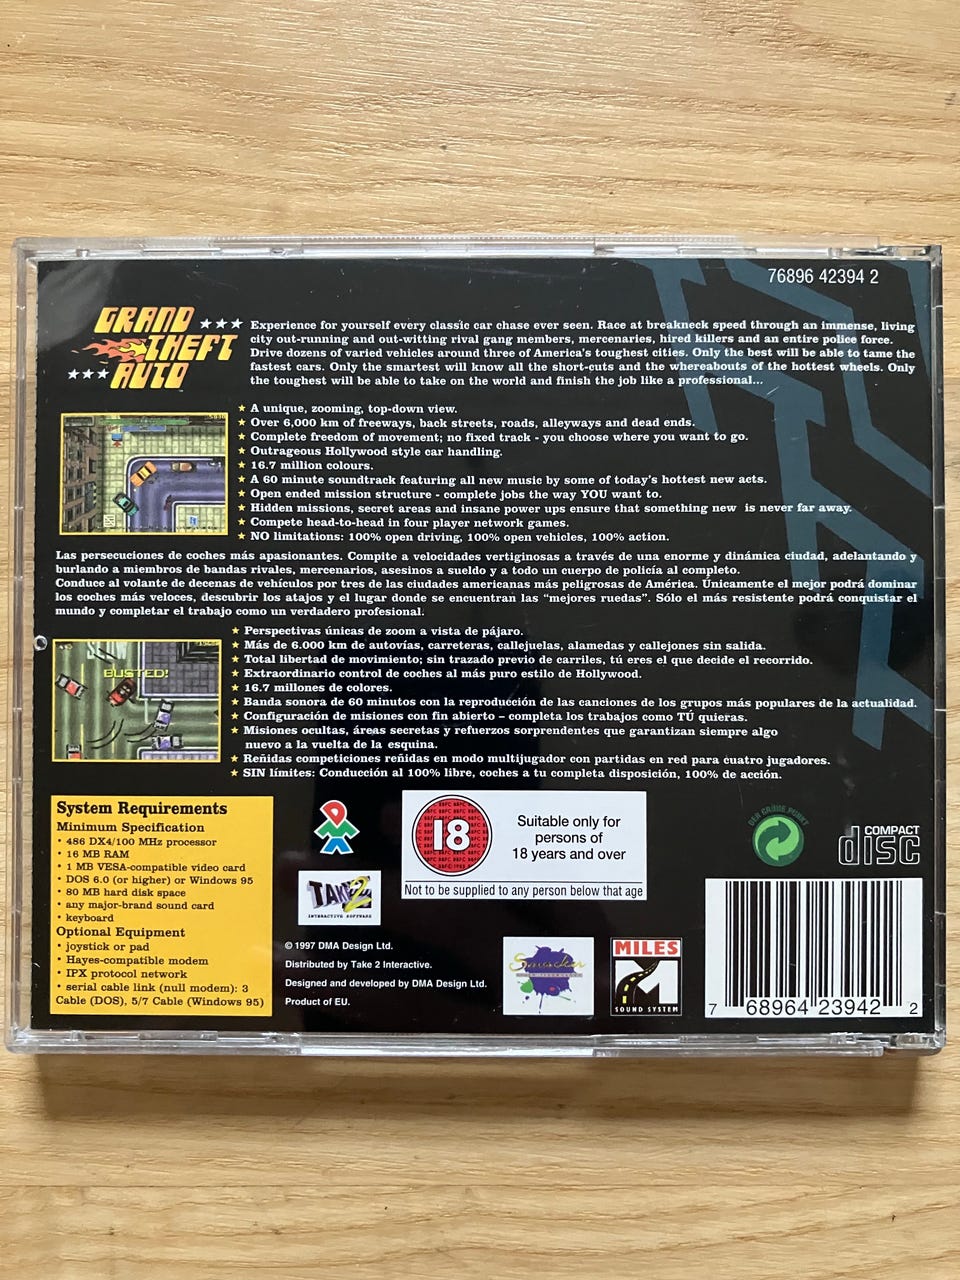 76896 42394 2
GRAND
THEFT
AUTO
Experience for yourself every classic car chase ever seen. Race at breakneck speed through an immense, living
city out-running and out-witting rival gang members, mercenaries, hired killers and an entire police force.
Drive dozens of varied vehicles around three of America's toughest cities. Only the best will be able to tame the
fastest cars. Only the smartest will know all the short-cuts and the whereabouts of the hottest wheels. Only
the toughest will be able to take on the world and finish the job like a professional...
A unique, zooming, top-down view.
Over 6,000 km of freeways, back streets, roads, alleyways and dead ends.
Complete freedom of movement; no fixed track - you choose where you want to go.
Outrageous Hollywood style car handling.
16.7 million colours.
A 60 minute soundtrack featuring all new music by some of today's hottest new acts.
Open ended mission structure - complete jobs the way YOU want to.
Hidden missions, secret areas and insane power ups ensure that something new is never far away.
Compete head-to-head in four player network games.
NO limitations: 100% open driving, 100% open vehicles, 100% action.
Las persecuciones de coches más apasionantes. Compite a velocidades vertiginosas a través de una enorme y dinámica ciudad, adelantando y
burlando a miembros de bandas rivales, mercenarios, asesinos a sueldo y a todo un cuerpo de policía al completo.
Conduce al volante de decenas de vehículos por tres de las ciudades americanas más peligrosas de América. Únicamente el mejor podrá dominar
los coches más veloces, descubrir los atajos y el lugar donde se encuentran las "mejores ruedas". Sólo el más resistente podrá conquistar el
mundo y completar el trabajo como un verdadero profesional.
BUSTED!
Perspectivas únicas de zoom a vista de pájaro.
Más de 6.000 km de autovías, carreteras, callejuelas, alamedas y callejones sin salida.
Total libertad de movimiento; sin trazado previo de carriles, tú eres el que decide el recorrido.
Extraordinario control de coches al más puro estilo de Hollywood.
16.7 millones de colores.
Banda sonora de 60 minutos con la reproducción de las canciones de los grupos más populares de la actualidad.
Configuración de misiones con fin abierto – completa los trabajos como TÚ quieras.
Misiones ocultas, áreas secretas y refuerzos sorprendentes que garantizan siempre algo
nuevo a la vuelta de la esquina.
Reñidas competiciones reñidas en modo multijugador con partidas en red para cuatro jugadores.
SIN límites: Conducción al 100% libre, coches a tu completa disposición, 100% de acción.
System Requirements
Minimum Specification
• 486 DX4/100 MHz processor
• 16 MB RAM
• 1 MB VESA-compatible video card
• DOS 6.0 (or higher) or Windows 95
• 80 MB hard disk space
• any major-brand sound card
• keyboard
Optional Equipment
• joystick or pad
• Hayes-compatible modem
• IPX protocol network
• serial cable link (null modem): 3
Cable (DOS), 5/7 Cable (Windows 95)
DMA
TAKE 2
INTERACTIVE SOFTWARE
18
Suitable only for
persons of
18 years and over
Not to be supplied to any person below that age
DER GRÜNE PUNKT
COMPACT
disc
© 1997 DMA Design Ltd.
Distributed by Take 2 Interactive.
Designed and developed by DMA Design Ltd.
Product of EU.
MILES
SOUND SYSTEM
7 68964 23942 2